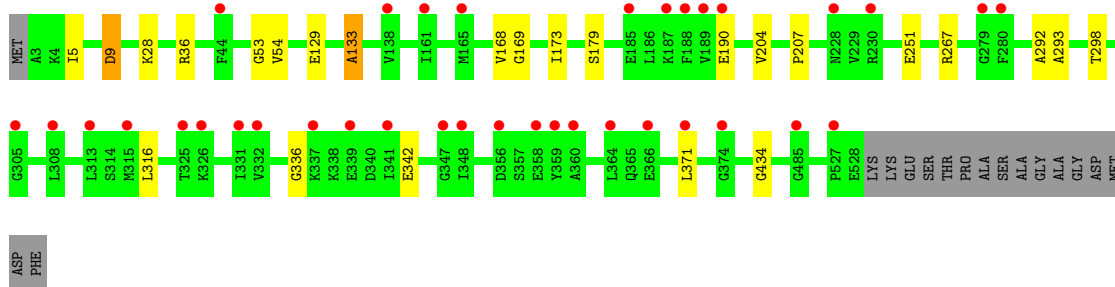 MET A3 K4 I5 D9 K28 R36 F44 G53 V54 E129 A133 V138 I161 M165 V168 G169 I173 S179 E185 L186 K187 F188 V189 E190 V204 P207 N228 V229 R230 E251 R267 G279 F280 A292 A293 T298
G305 L308 L313 S314 M315 L316 T325 K326 I331 V332 G336 K337 K338 E339 D340 I341 E342 G347 I348 D356 S357 E358 Y359 A360 L364 Q365 E366 L371 G374 G434 G485 P527 E528 LYS LYS GLU SER THR PRO ALA SER ALA GLY ALA GLY ASP MET
ASP PHE